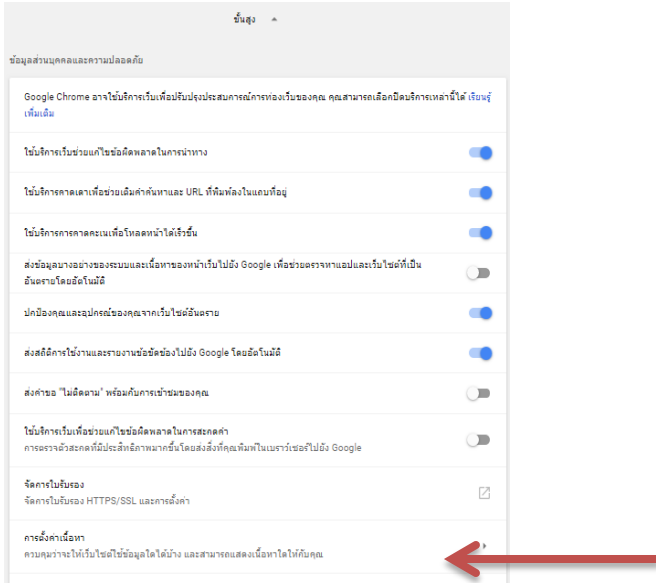 ขั้นสูง
ข้อมูลส่วนบุคคลและความปลอดภัย
Google Chrome อาจใช้บริการเว็บเพื่อปรับปรุงประสบการณ์การท่องเว็บของคุณ คุณสามารถเลือกปิดบริการเหล่านี้ได้ เรียนรู้
เพิ่มเติม
ใช้บริการเว็บช่วยแก้ไขข้อผิดพลาดในการนำทาง
ใช้บริการคาดเดาเพื่อช่วยเติมคำค้นหาและ URL ที่พิมพ์ลงในแถบที่อยู่
ใช้บริการการคาดคะเนเพื่อโหลดหน้าได้เร็วขึ้น
ส่งข้อมูลบางอย่างของระบบและเนื้อหาของหน้าเว็บไปยัง Google เพื่อช่วยตรวจหาแอปและเว็บไซต์ที่เป็น
อันตรายโดยอัตโนมัติ
ปกป้องคุณและอุปกรณ์ของคุณจากเว็บไซต์อันตราย
ส่งสถิติการใช้งานและรายงานข้อขัดข้องไปยัง Google โดยอัตโนมัติ
ส่งคำขอ "ไม่ติดตาม" พร้อมกับการเข้าชมของคุณ
ใช้บริการเว็บเพื่อช่วยแก้ไขข้อผิดพลาดในการสะกดคำ
การตรวจตัวสะกดที่มีประสิทธิภาพมากขึ้นโดยส่งสิ่งที่คุณพิมพ์ในเบราว์เซอร์ไปยัง Google
จัดการใบรับรอง
จัดการใบรับรอง HTTPS/SSL และการตั้งค่า
การตั้งค่าเนื้อหา
ควบคุมว่าจะให้เว็บไซต์ใช้ข้อมูลใดได้บ้าง และสามารถแสดงเนื้อหาใดให้กับคุณ